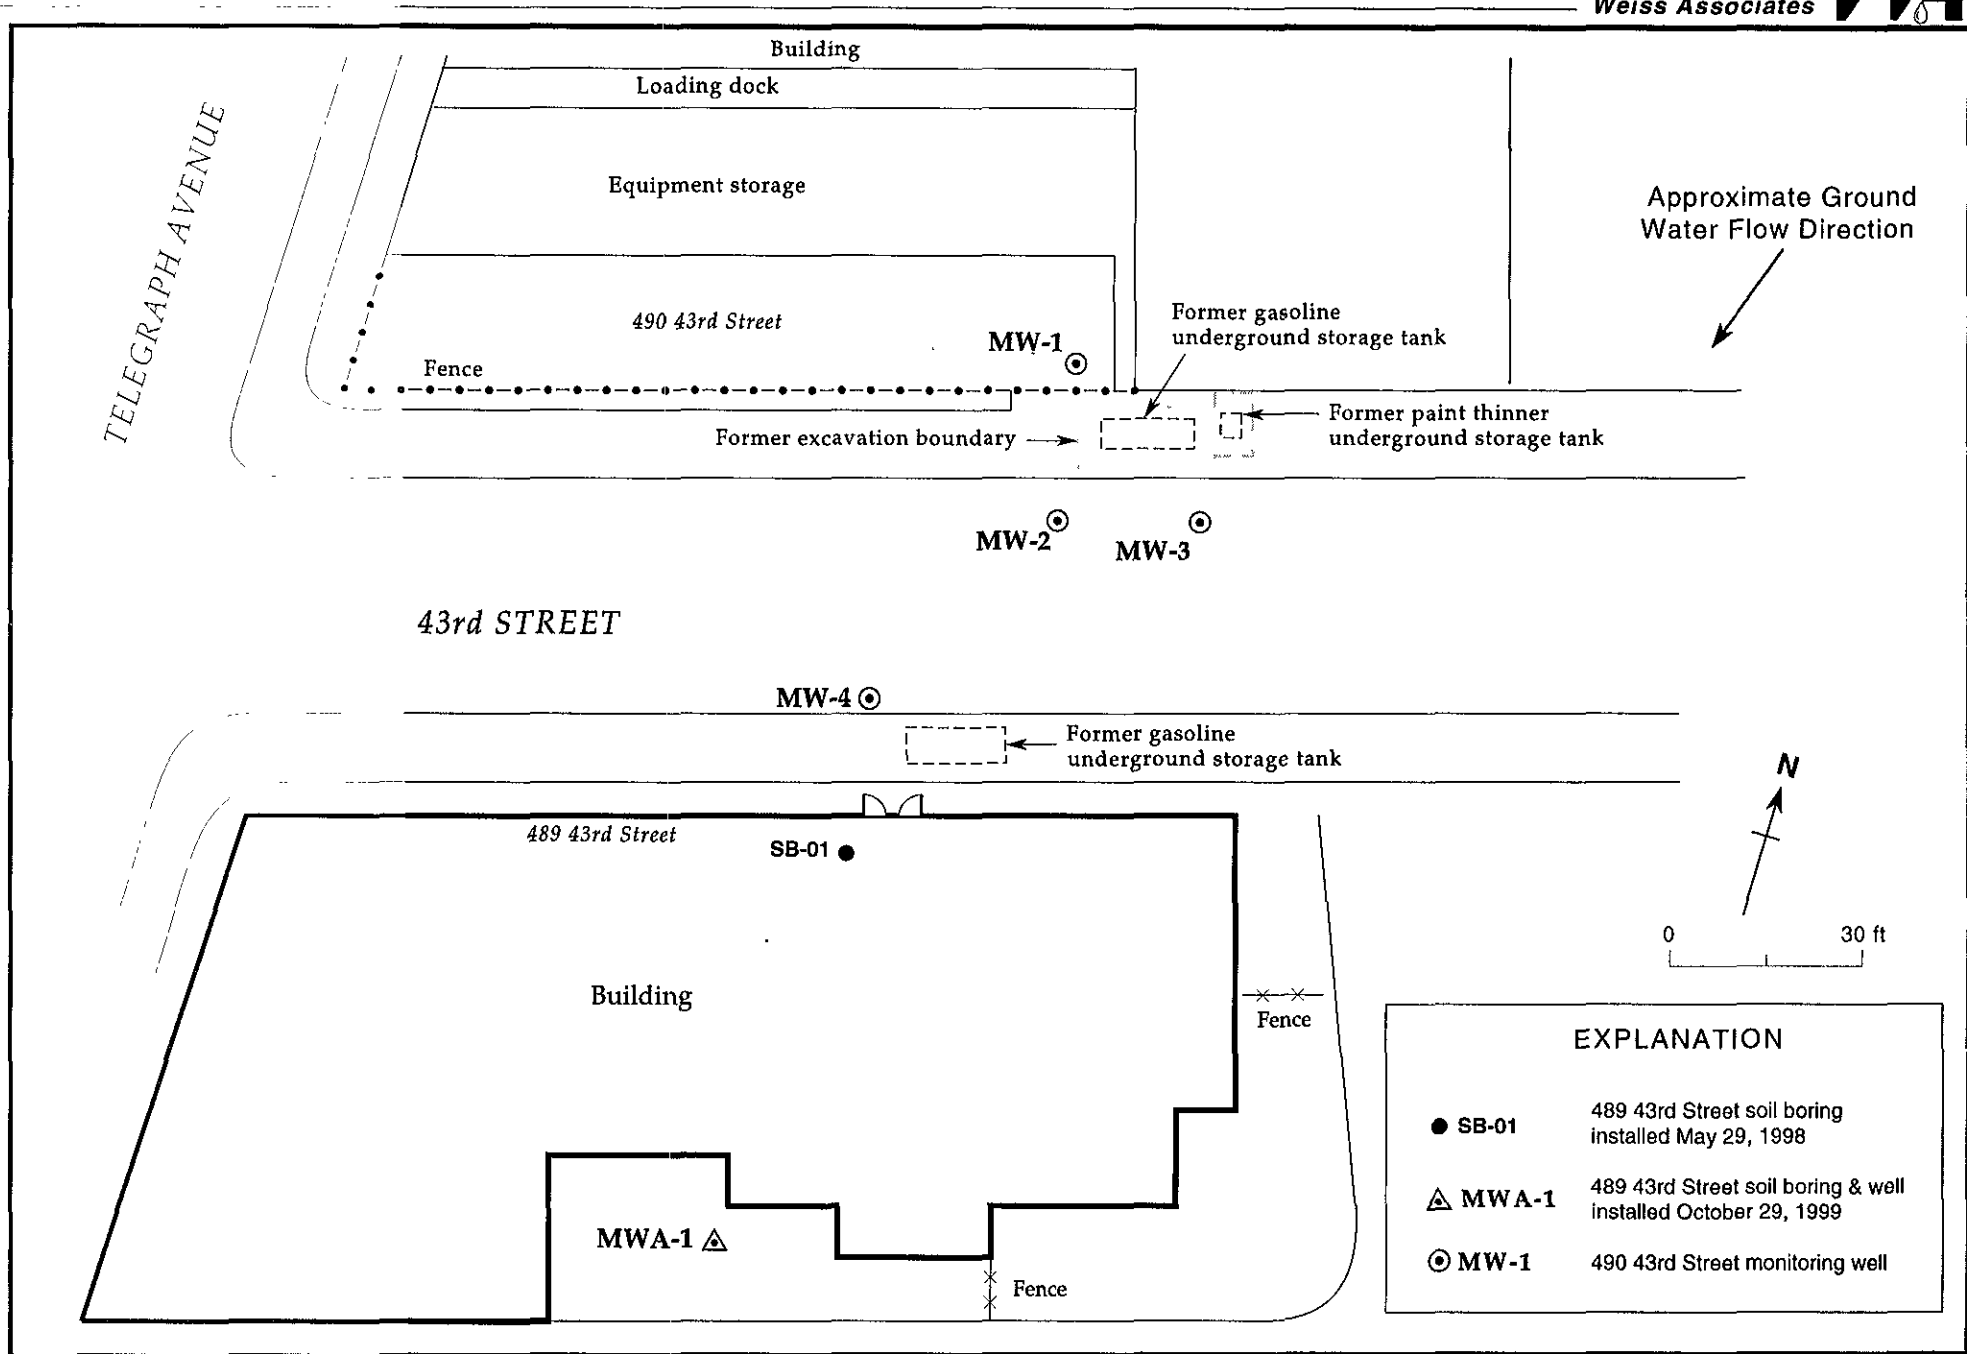 Weiss Associates
Building
Loading dock
Equipment storage
TELEGRAPH AVENUE
Approximate Ground
Water Flow Direction
490 43rd Street
MW-1
Former gasoline
underground storage tank
Fence
Former excavation boundary
Former paint thinner
underground storage tank
MW-2
MW-3
43rd STREET
MW-4
Former gasoline
underground storage tank
N
489 43rd Street
SB-01
0 30 ft
Building
Fence
MWA-1
Fence
EXPLANATION
SB-01 489 43rd Street soil boring
installed May 29, 1998
MWA-1 489 43rd Street soil boring & well
installed October 29, 1999
MW-1 490 43rd Street monitoring well